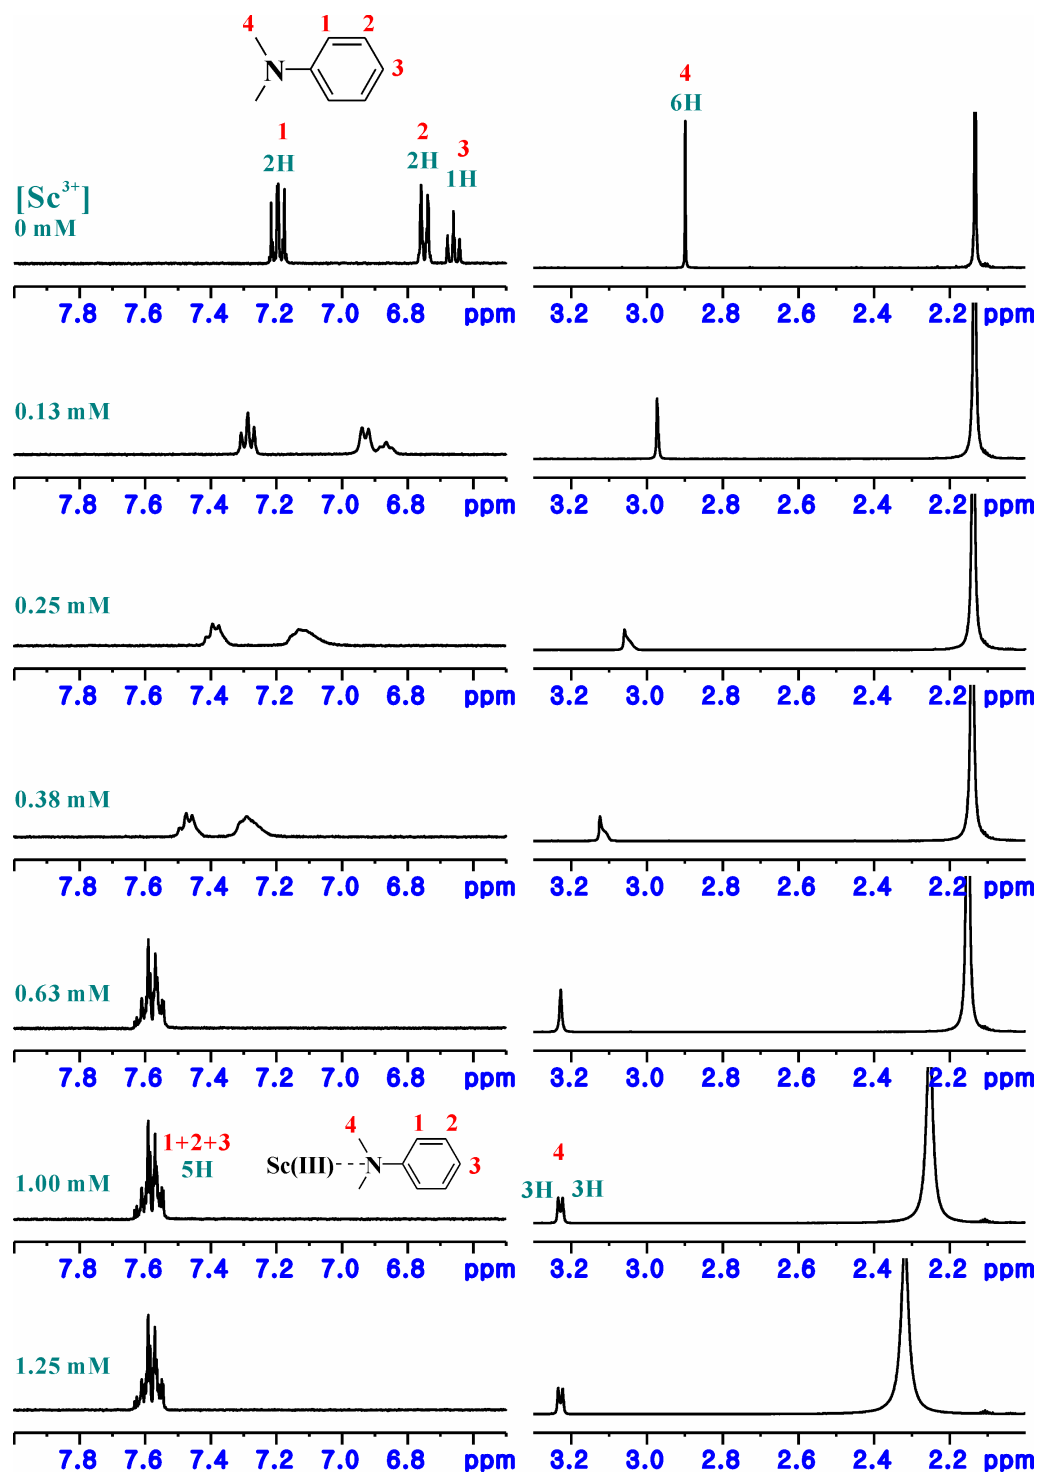 4 1 2
N 3
4
6H
1
2H
2
2H
3
1H
[Sc3+]
0 mM
7.8 7.6 7.4 7.2 7.0 6.8 ppm
3.2 3.0 2.8 2.6 2.4 2.2 ppm
0.13 mM
7.8 7.6 7.4 7.2 7.0 6.8 ppm
3.2 3.0 2.8 2.6 2.4 2.2 ppm
0.25 mM
7.8 7.6 7.4 7.2 7.0 6.8 ppm
3.2 3.0 2.8 2.6 2.4 2.2 ppm
0.38 mM
7.8 7.6 7.4 7.2 7.0 6.8 ppm
3.2 3.0 2.8 2.6 2.4 2.2 ppm
0.63 mM
7.8 7.6 7.4 7.2 7.0 6.8 ppm
3.2 3.0 2.8 2.6 2.4 2.2 ppm
1.00 mM
1+2+3
5H
4 1 2
Sc(III)---N 3
4
3H 3H
7.8 7.6 7.4 7.2 7.0 6.8 ppm
3.2 3.0 2.8 2.6 2.4 2.2 ppm
1.25 mM
7.8 7.6 7.4 7.2 7.0 6.8 ppm
3.2 3.0 2.8 2.6 2.4 2.2 ppm